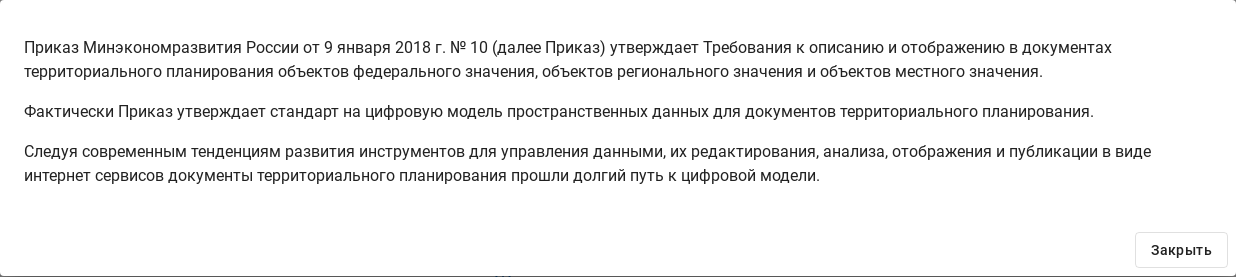 Приказ Минэкономразвития России от 9 января 2018 г. № 10 (далее Приказ) утверждает Требования к описанию и отображению в документах
территориального планирования объектов федерального значения, объектов регионального значения и объектов местного значения.
Фактически Приказ утверждает стандарт на цифровую модель пространственных данных для документов территориального планирования.
Следуя современным тенденциям развития инструментов для управления данными, их редактирования, анализа, отображения и публикации в виде
интернет сервисов документы территориального планирования прошли долгий путь к цифровой модели.
Закрыть